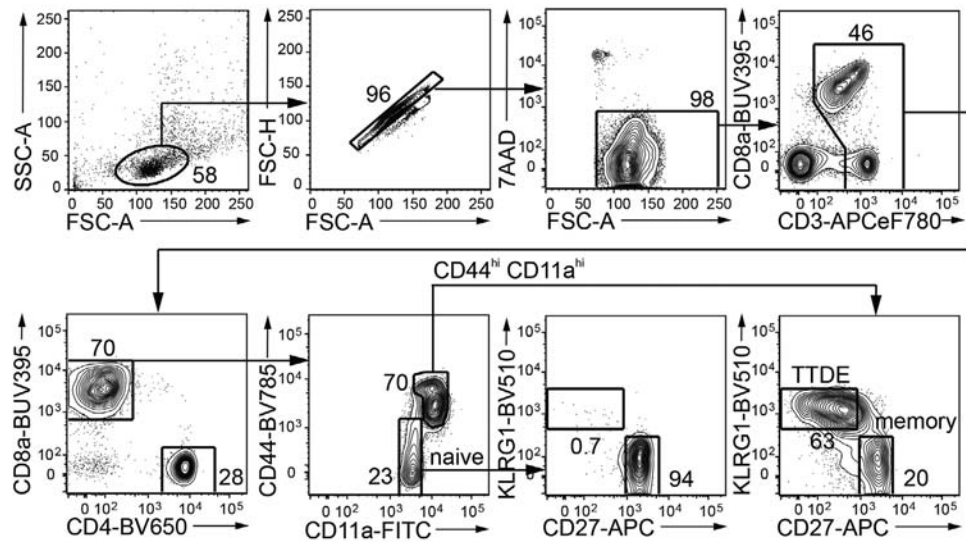 SSC-A
250
200
150
100
50
0
58
0 50 100 150 200 250
FSC-A
FSC-H
250
200
150
100
50
0
96
0 50 100 150 200 250
FSC-A
7AAD
10⁵
10⁴
10³
10²
0
98
0 50 100 150 200 250
FSC-A
CD8a-BUV395
10⁵
10⁴
10³
10²
0
46
0 10² 10³ 10⁴ 10⁵
CD3-APCeF780
CD44ʰⁱ CD11aʰⁱ
CD8a-BUV395
10⁵
10⁴
10³
10²
0
70
28
0 10² 10³ 10⁴ 10⁵
CD4-BV650
CD44-BV785
10⁵
10⁴
10³
10²
0
70
naive
23
0 10² 10³ 10⁴ 10⁵
CD11a-FITC
KLRG1-BV510
10⁵
10⁴
10³
10²
0
0.7
94
0 10² 10³ 10⁴ 10⁵
CD27-APC
KLRG1-BV510
10⁵
10⁴
10³
10²
0
TTDE
memory
63
20
0 10² 10³ 10⁴ 10⁵
CD27-APC